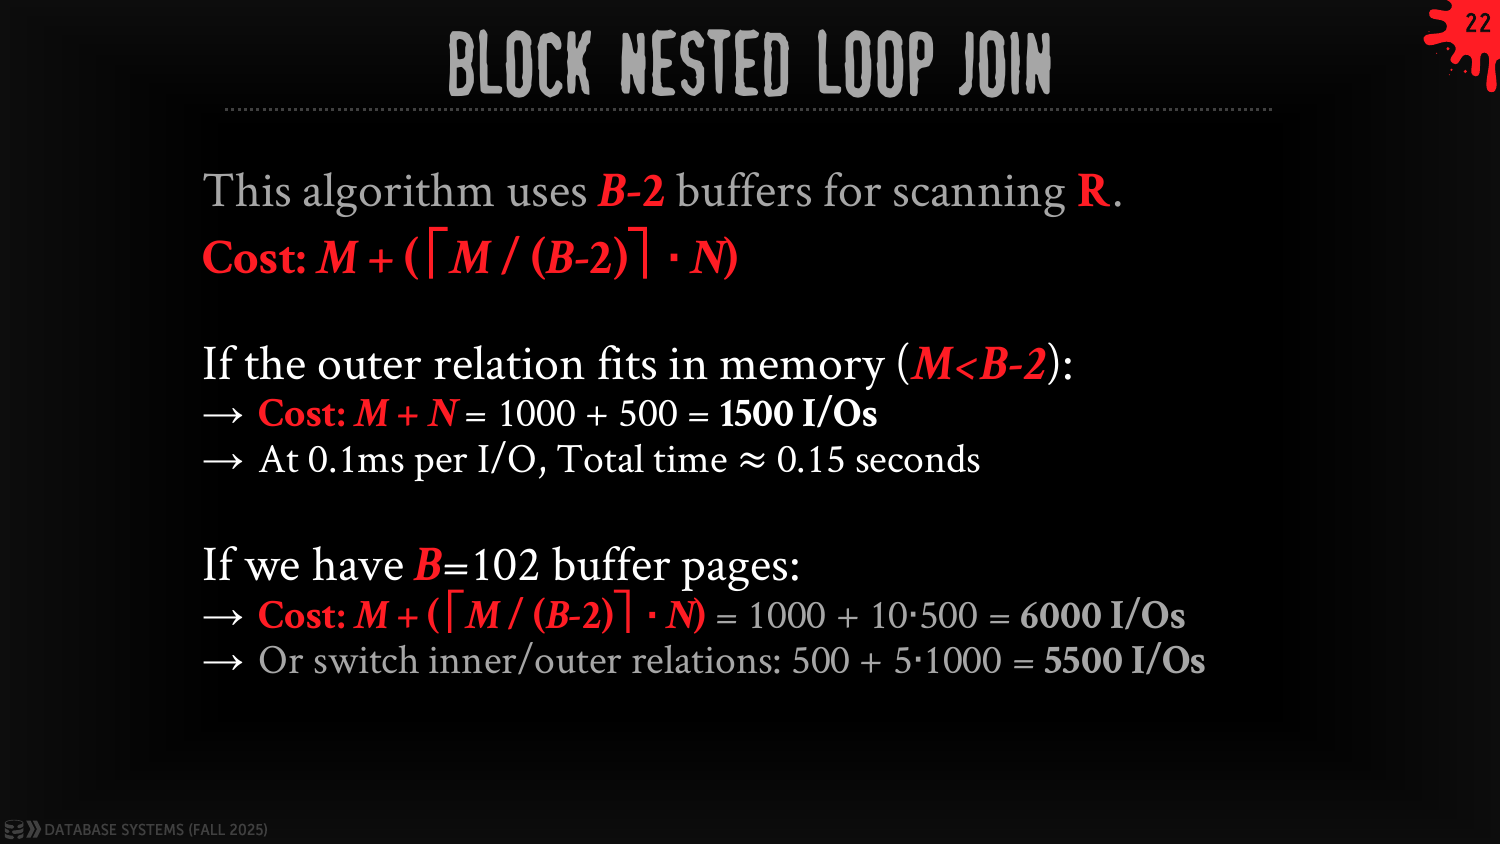 BLOCK NESTED LOOP JOIN
22
This algorithm uses B-2 buffers for scanning R.
Cost: M + (⌈M / (B-2)⌉ ∙ N)
If the outer relation fits in memory (M<B-2):
→ Cost: M + N = 1000 + 500 = 1500 I/Os
→ At 0.1ms per I/O, Total time ≈ 0.15 seconds
If we have B=102 buffer pages:
→ Cost: M + (⌈M / (B-2)⌉ ∙ N) = 1000 + 10∙500 = 6000 I/Os
→ Or switch inner/outer relations: 500 + 5∙1000 = 5500 I/Os
DATABASE SYSTEMS (FALL 2025)